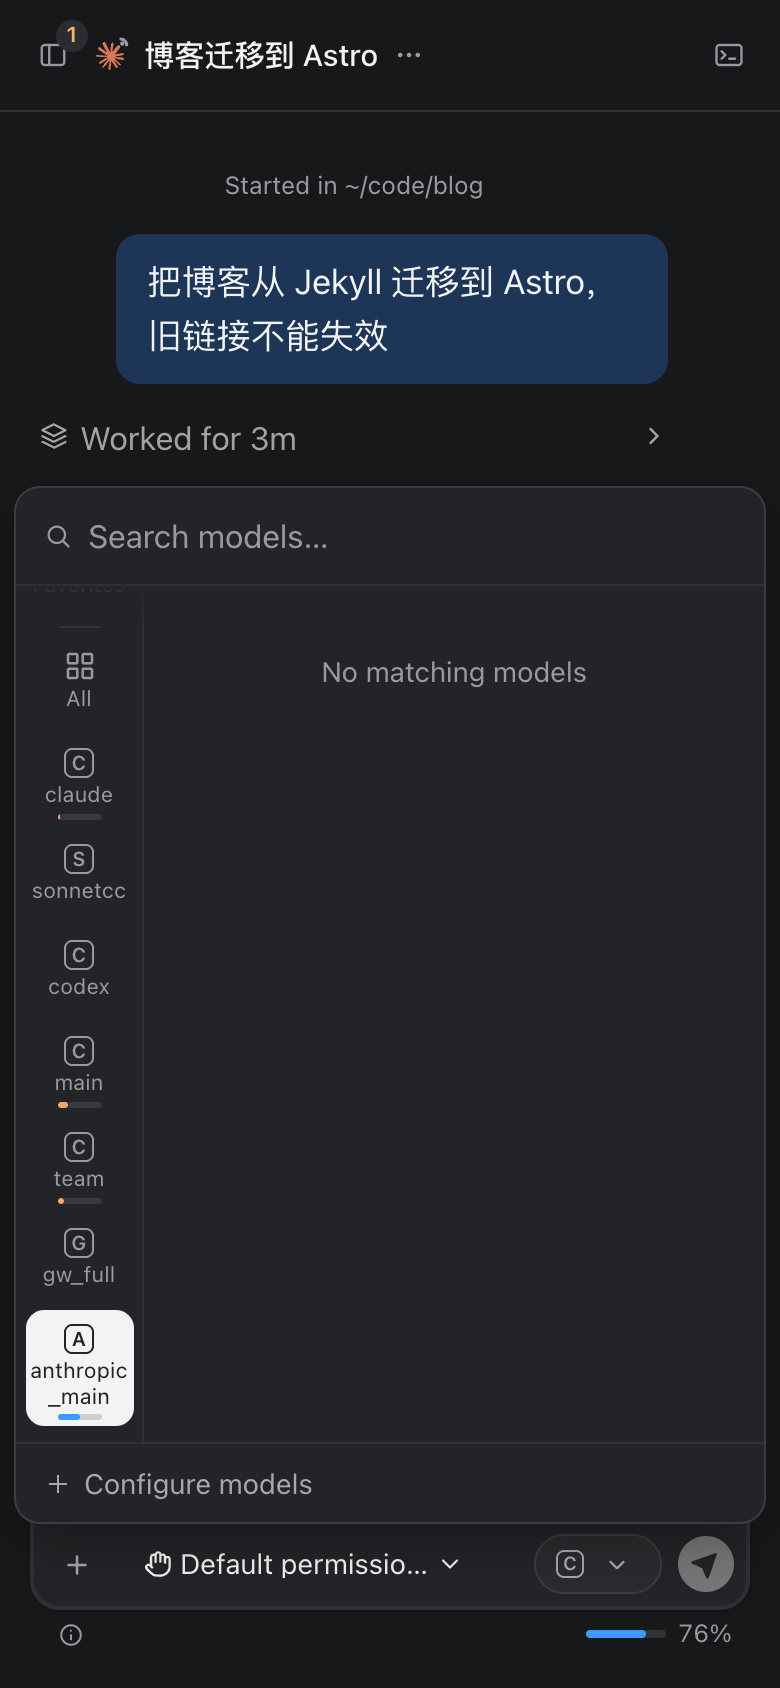 1
博客迁移到 Astro
Started in ~/code/blog
把博客从 Jekyll 迁移到 Astro，
旧链接不能失效
Worked for 3m
Search models...
Favorites
All
C
claude
S
sonnetcc
C
codex
C
main
C
team
G
gw_full
A
anthropic
_main
No matching models
Configure models
Default permissio...
C
76%